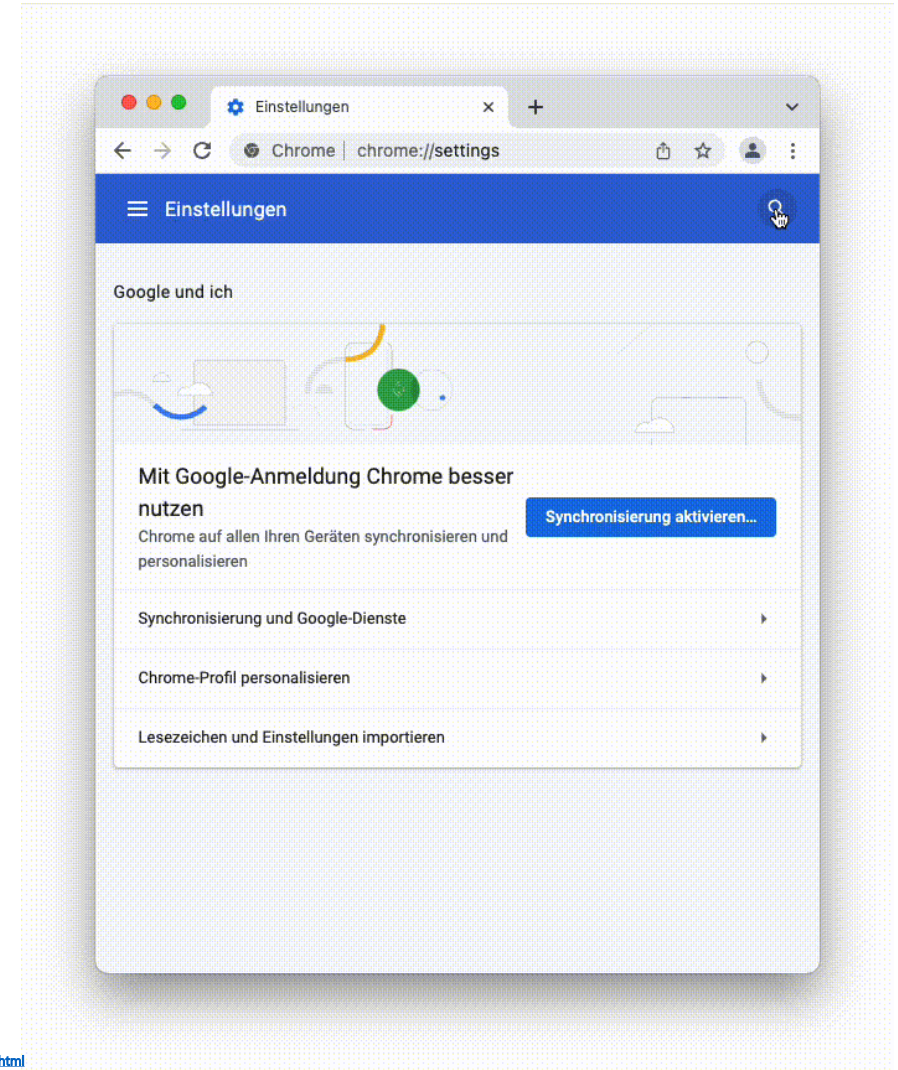 Einstellungen
Chrome | chrome://settings
Einstellungen
Google und ich
Mit Google-Anmeldung Chrome besser
nutzen
Synchronisierung aktivieren...
Chrome auf allen Ihren Geräten synchronisieren und
personalisieren
Synchronisierung und Google-Dienste
Chrome-Profil personalisieren
Lesezeichen und Einstellungen importieren
html